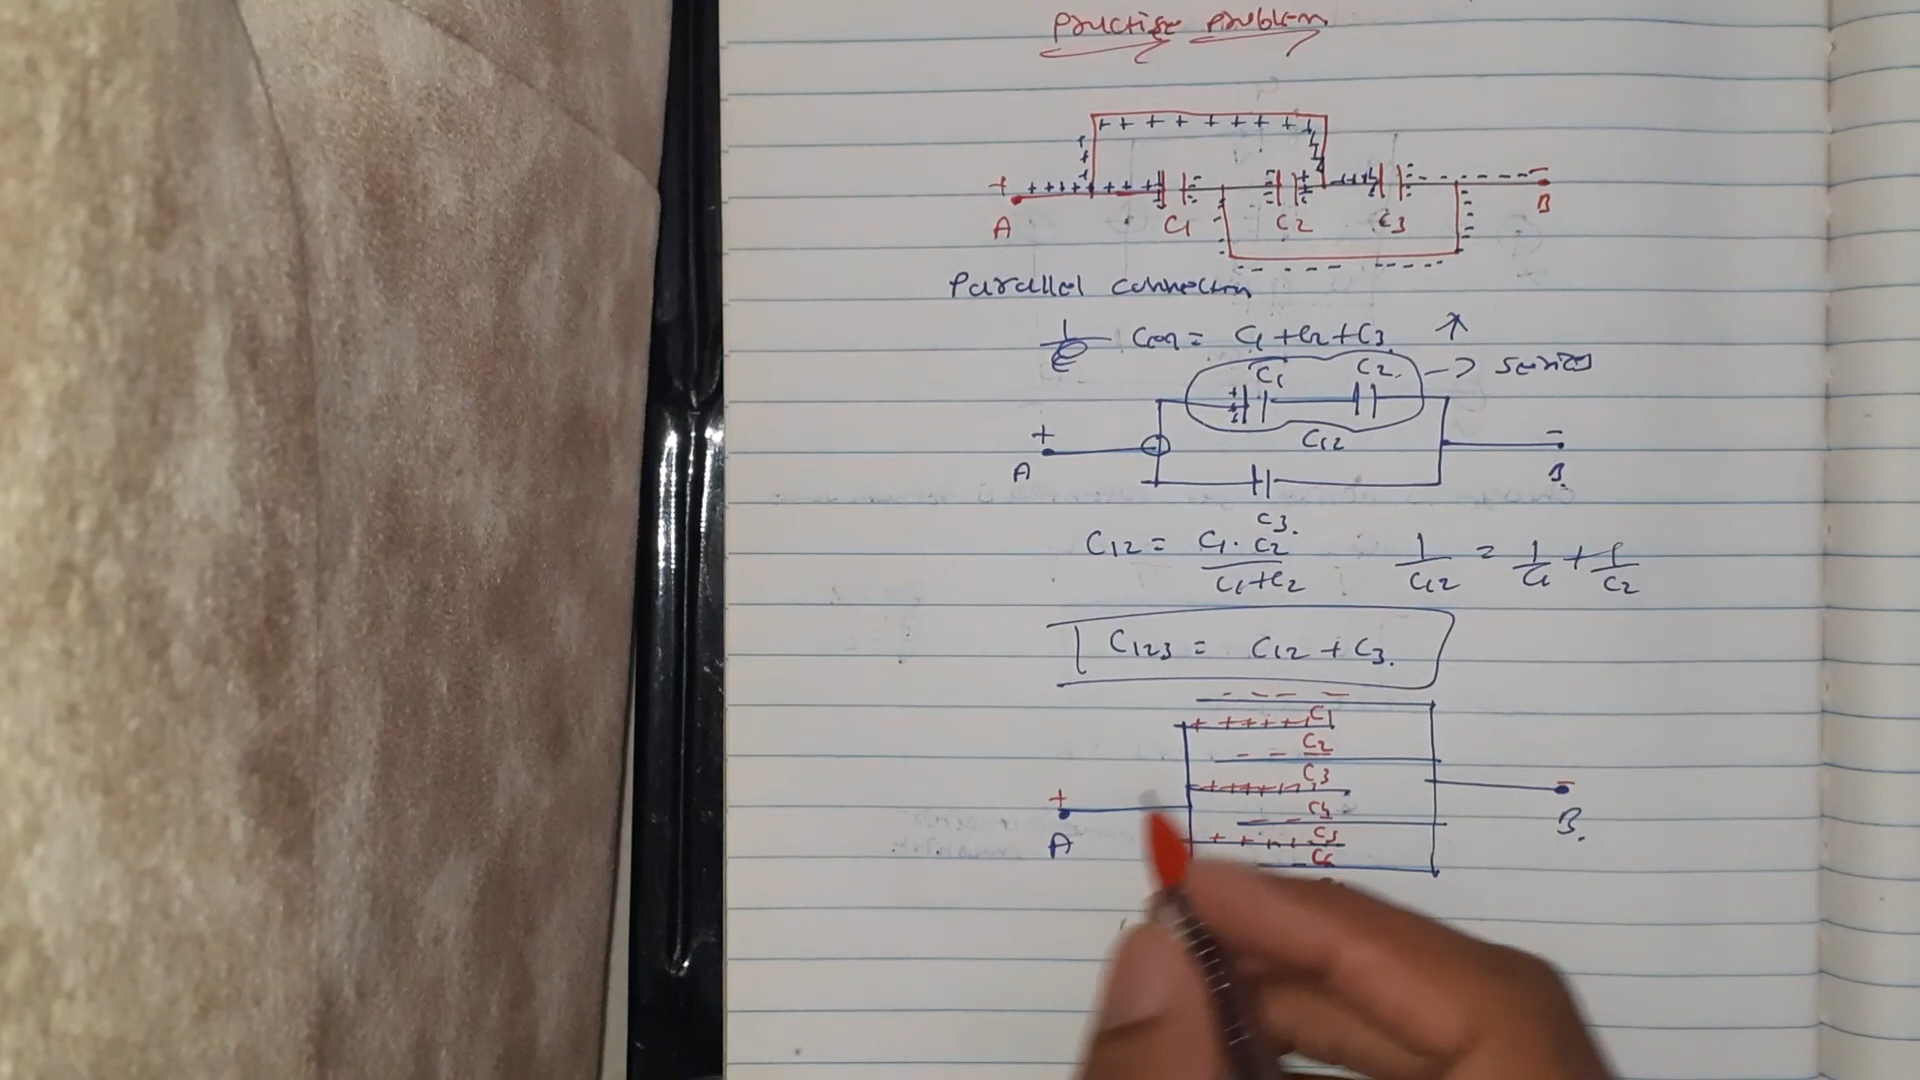 Practise Problem
+ + + + + + + +
+ + + + + + + + - - - - - -
A C1 C2 C3 B
Parallel connection
Ceq = C1 + C2 + C3
C1 C2 -> series
C12
+ -
A B.
C3.
C12 = C1 · C2 / C1 + C2 1/C12 = 1/C1 + 1/C2
C123 = C12 + C3.
- - - -
+ + + + + C1
- - C2
C3
+ C4 -
A + + C5 B.
C6